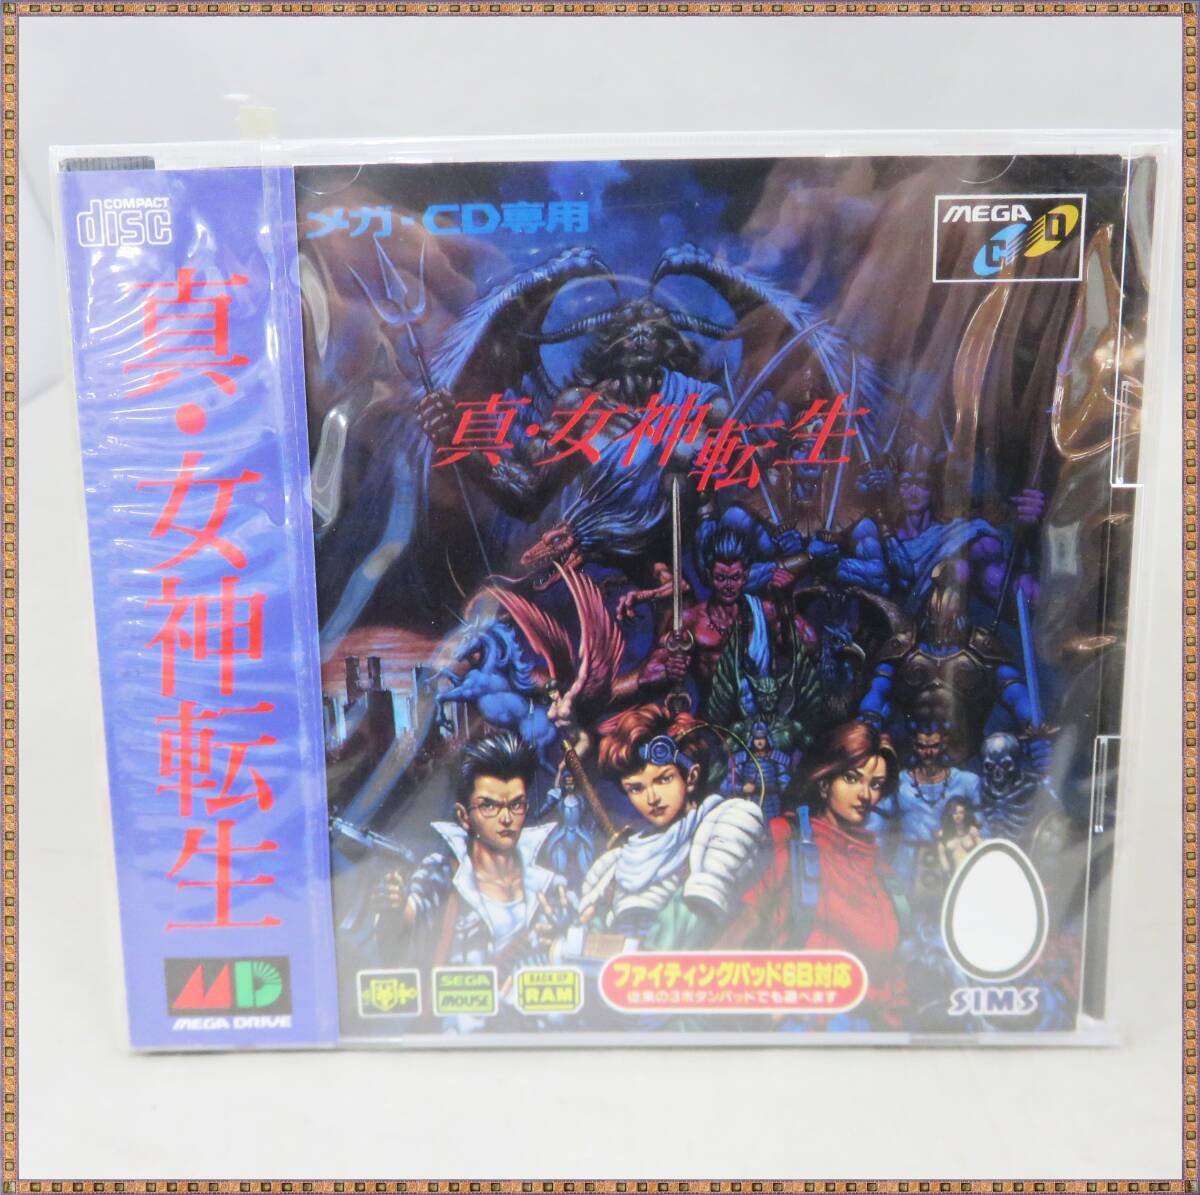 COMPACT
disc
真・女神転生
MEGA DRIVE
メガ・CD専用
MEGA
CD
真・女神転生
SEGA
MOUSE
BACK UP
RAM
ファイティングパッド6B対応
従来の3ボタンパッドでも遊べます
SIMS